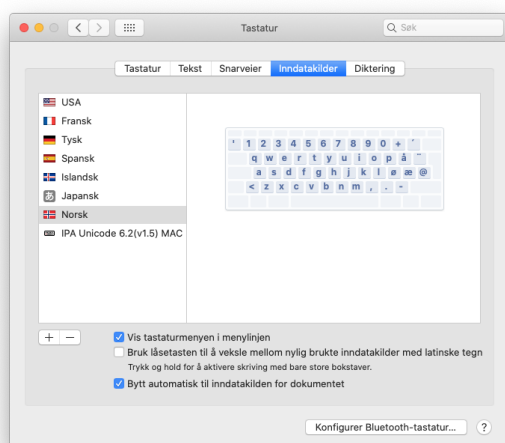 Tastatur
Søk
Tastatur Tekst Snarveier Inndatakilder Diktering
USA
Fransk
Tysk
Spansk
Islandsk
あ Japansk
Norsk
IPA Unicode 6.2(v1.5) MAC
' 1 2 3 4 5 6 7 8 9 0 + ´
q w e r t y u i o p å ¨
a s d f g h j k l ø æ @
< z x c v b n m , . -
+ −
Vis tastaturmenyen i menylinjen
Bruk låsetasten til å veksle mellom nylig brukte inndatakilder med latinske tegn
Trykk og hold for å aktivere skriving med bare store bokstaver.
Bytt automatisk til inndatakilden for dokumentet
Konfigurer Bluetooth-tastatur... ?